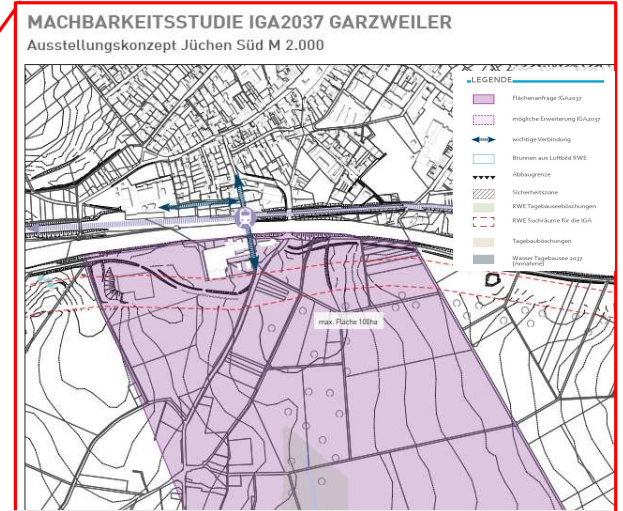 MACHBARKEITSSTUDIE IGA2037 GARZWEILER
Ausstellungskonzept Jüchen Süd M 2.000
LEGENDE
Flächenanfrage IGA2037
mögliche Erweiterung IGA2037
wichtige Verbindung
Brunnen aus Luftbild RWE
Abbaugrenze
Sicherheitszone
RWE Tagebauseeböschungen
RWE Suchräume für die IGA
Tagebauböschungen
Wasser Tagebausee 2037
(Annahme)
max. Fläche 100ha